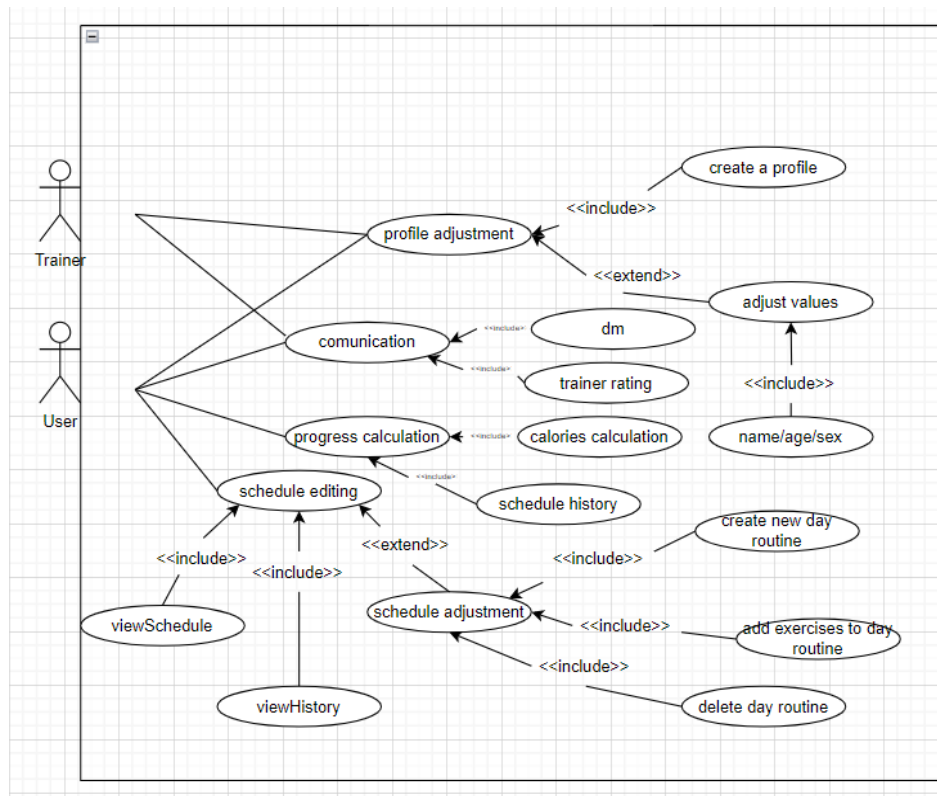 create a profile
<<include>>
Trainer
profile adjustment
<<extend>>
adjust values
<<include>>
dm
comunication
<<include>>
trainer rating
<<include>>
User
name/age/sex
progress calculation
<<include>>
calories calculation
<<include>>
schedule editing
schedule history
create new day
routine
<<extend>>
<<include>>
<<include>>
<<include>>
schedule adjustment
viewSchedule
<<include>>
add exercises to day
routine
<<include>>
viewHistory
delete day routine